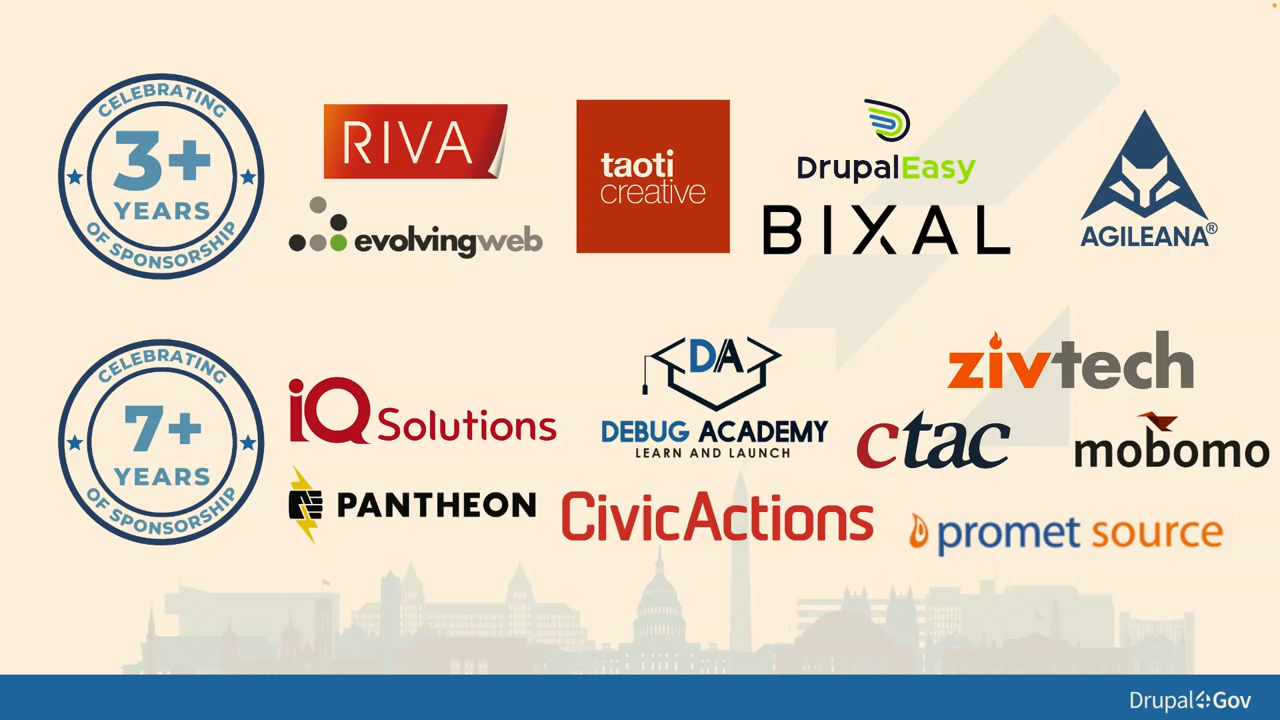 CELEBRATING
3+
YEARS
OF SPONSORSHIP
RIVA
evolvingweb
taoti
creative
DrupalEasy
BIXAL
AGILEANA®
CELEBRATING
7+
YEARS
OF SPONSORSHIP
iQ Solutions
PANTHEON
DA
DEBUG ACADEMY
LEARN AND LAUNCH
CivicActions
zivtech
ctac
mobomo
promet source
Drupal4Gov